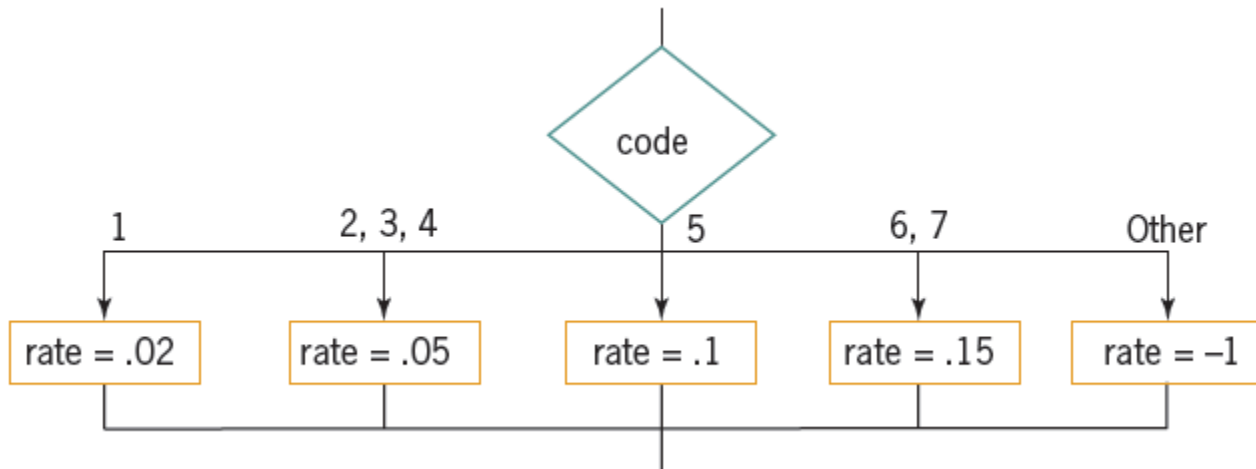 code
1
2, 3, 4
5
6, 7
Other
rate = .02
rate = .05
rate = .1
rate = .15
rate = –1